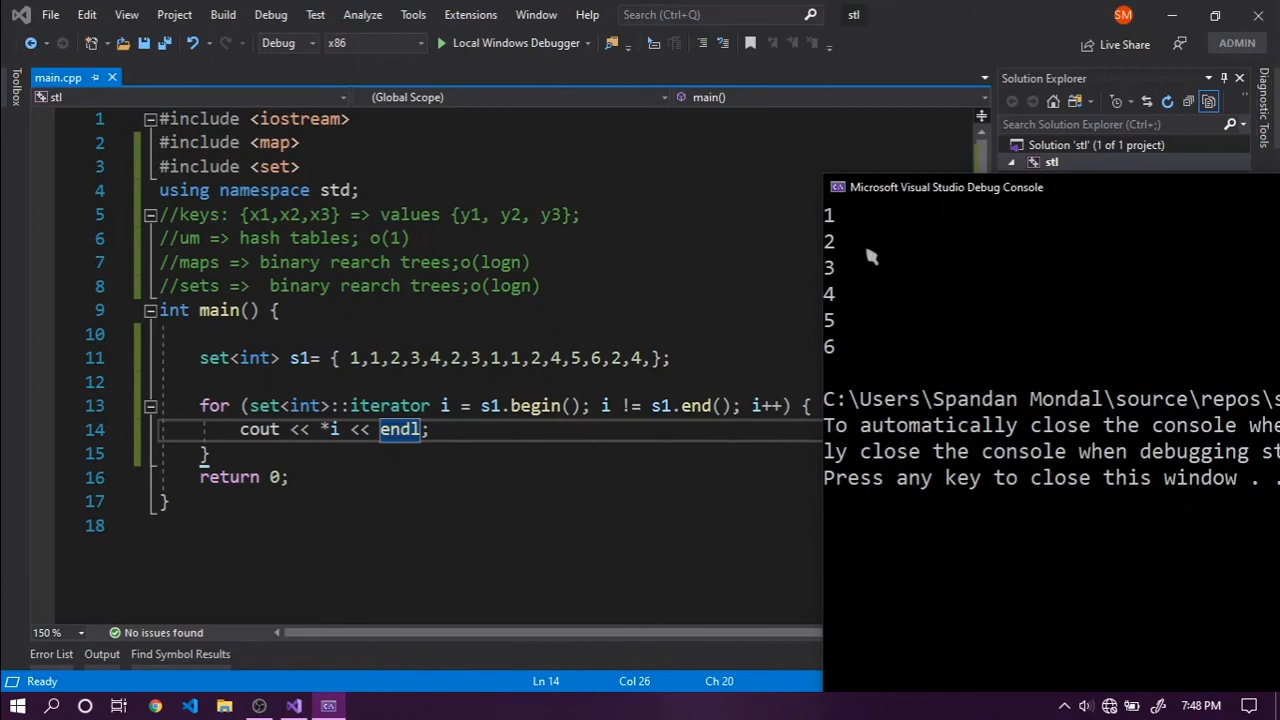 File Edit View Project Build Debug Test Analyze Tools Extensions Window Help Search (Ctrl+Q) stl SM
Debug x86 Local Windows Debugger Live Share ADMIN
Toolbox
main.cpp
stl (Global Scope) main()
1 #include <iostream>
2 #include <map>
3 #include <set>
4 using namespace std;
5 //keys: {x1,x2,x3} => values {y1, y2, y3};
6 //um => hash tables; o(1)
7 //maps => binary rearch trees;o(logn)
8 //sets =>  binary rearch trees;o(logn)
9 int main() {
10
11 set<int> s1= { 1,1,2,3,4,2,3,1,1,2,4,5,6,2,4,};
12
13 for (set<int>::iterator i = s1.begin(); i != s1.end(); i++) {
14 cout << *i << endl;
15 }
16 return 0;
17 }
18
Solution Explorer
Search Solution Explorer (Ctrl+;)
Solution 'stl' (1 of 1 project)
stl
Diagnostic Tools
Microsoft Visual Studio Debug Console
1
2
3
4
5
6
C:\Users\Spandan Mondal\source\repos\s
To automatically close the console whe
ly close the console when debugging st
Press any key to close this window . .
150 % No issues found
Error List Output Find Symbol Results
Ready Ln 14 Col 26 Ch 20
7:48 PM